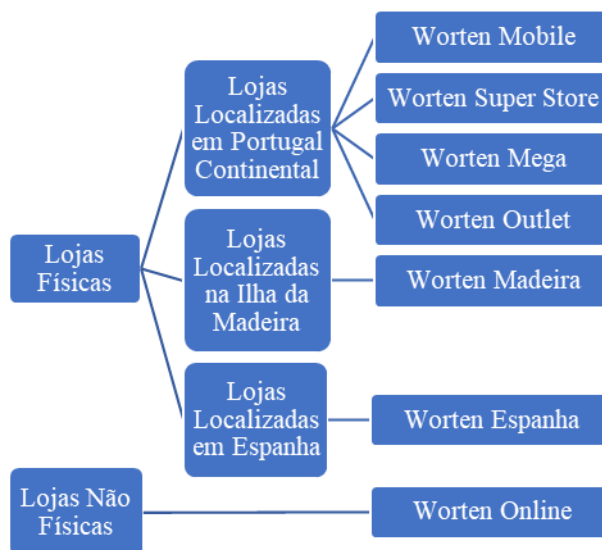 Lojas
Físicas
Lojas
Localizadas
em Portugal
Continental
Worten Mobile
Worten Super Store
Worten Mega
Worten Outlet
Lojas
Localizadas
na Ilha da
Madeira
Worten Madeira
Lojas
Localizadas
em Espanha
Worten Espanha
Lojas Não
Físicas
Worten Online